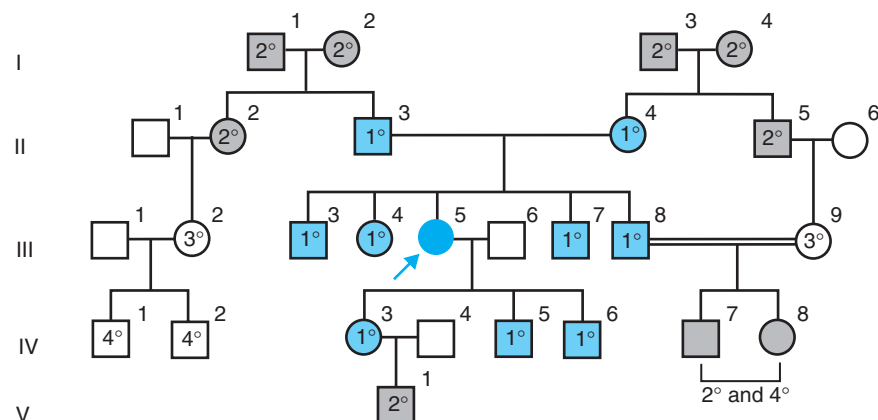 1 2 3 4
I 2° 2° 2° 2°
1 2 3 4 5 6
II 2° 1° 1° 2°
1 2 3 4 5 6 7 8 9
III 3° 1° 1° 1° 1° 3°
1 2 3 4 5 6 7 8
IV 4° 4° 1° 1° 1°
2° and 4°
1
V 2°